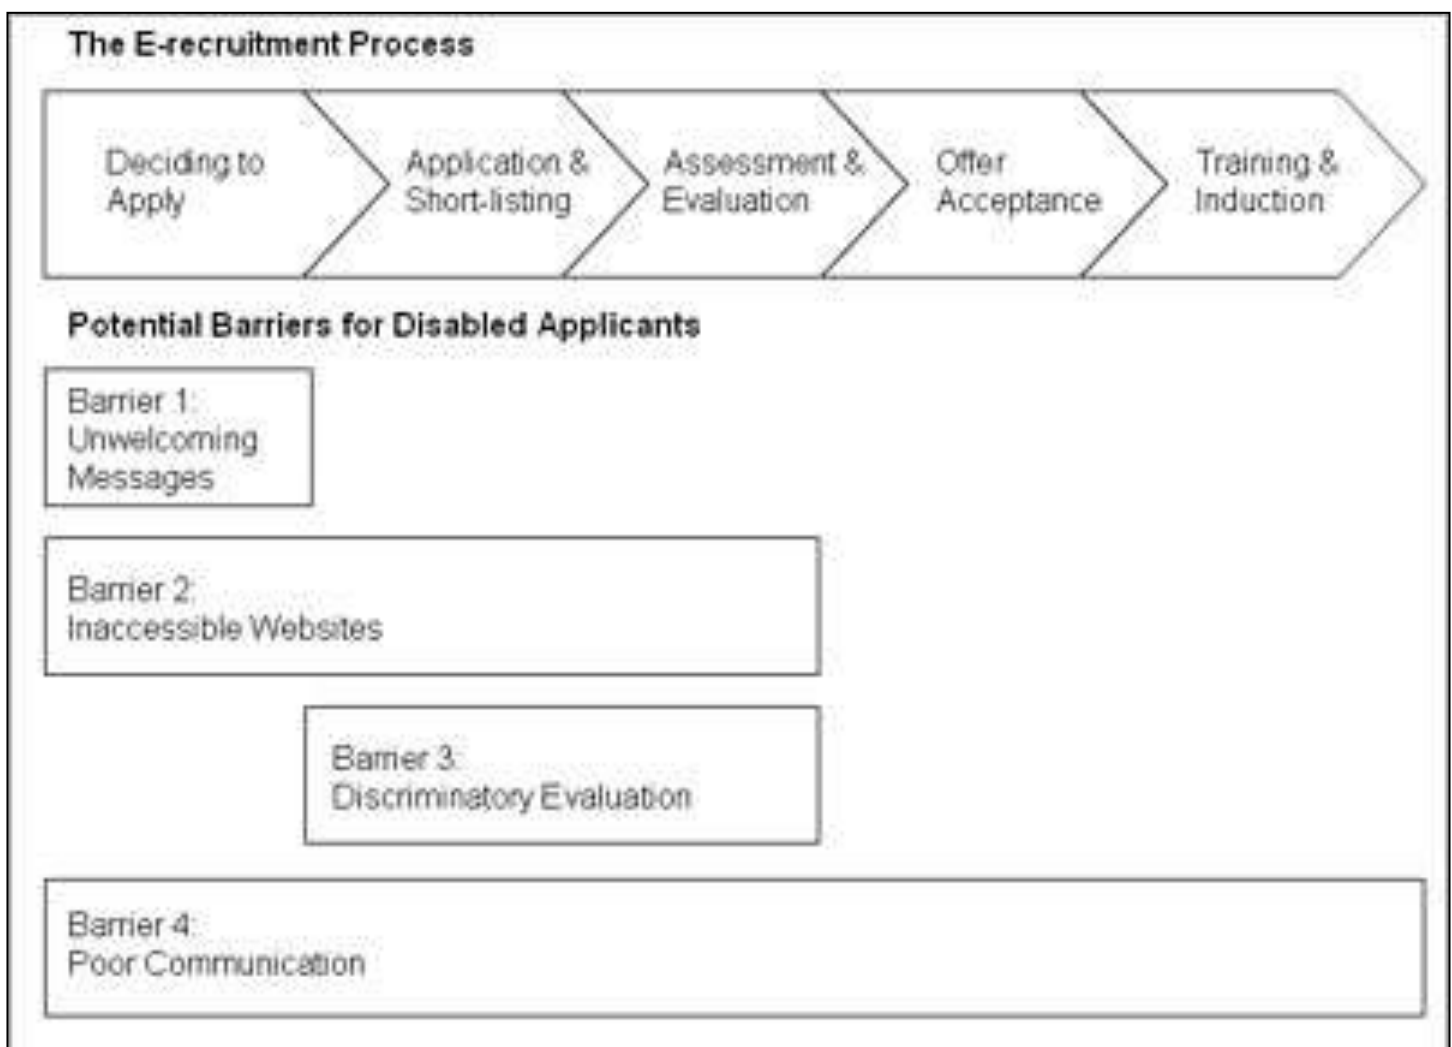 The E-recruitment Process
Deciding to
Apply
Application &
Short-listing
Assessment &
Evaluation
Offer
Acceptance
Training &
Induction
Potential Barriers for Disabled Applicants
Barrier 1:
Unwelcoming
Messages
Barrier 2:
Inaccessible Websites
Barrier 3:
Discriminatory Evaluation
Barrier 4:
Poor Communication